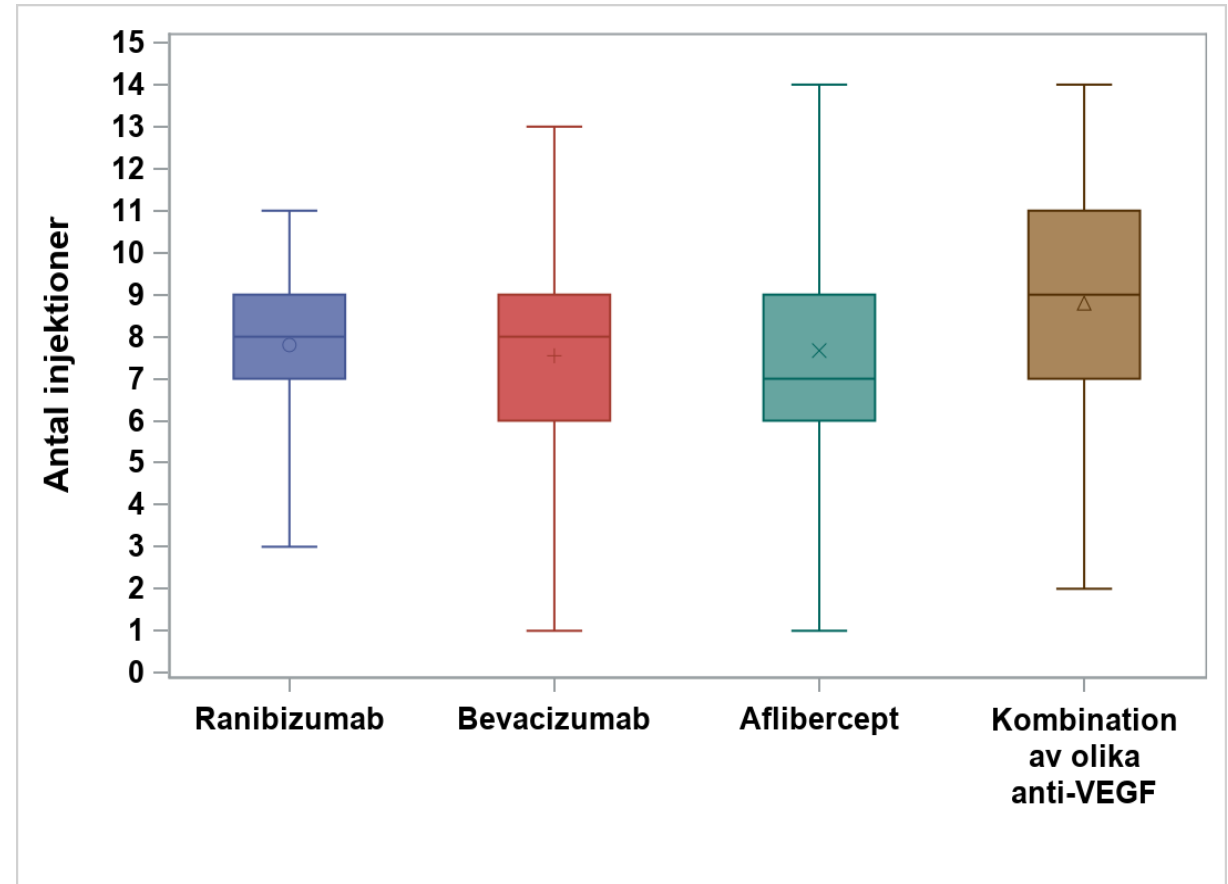 Antal injektioner
15
14
13
12
11
10
9
8
7
6
5
4
3
2
1
0
Ranibizumab
Bevacizumab
Aflibercept
Kombination
av olika
anti-VEGF